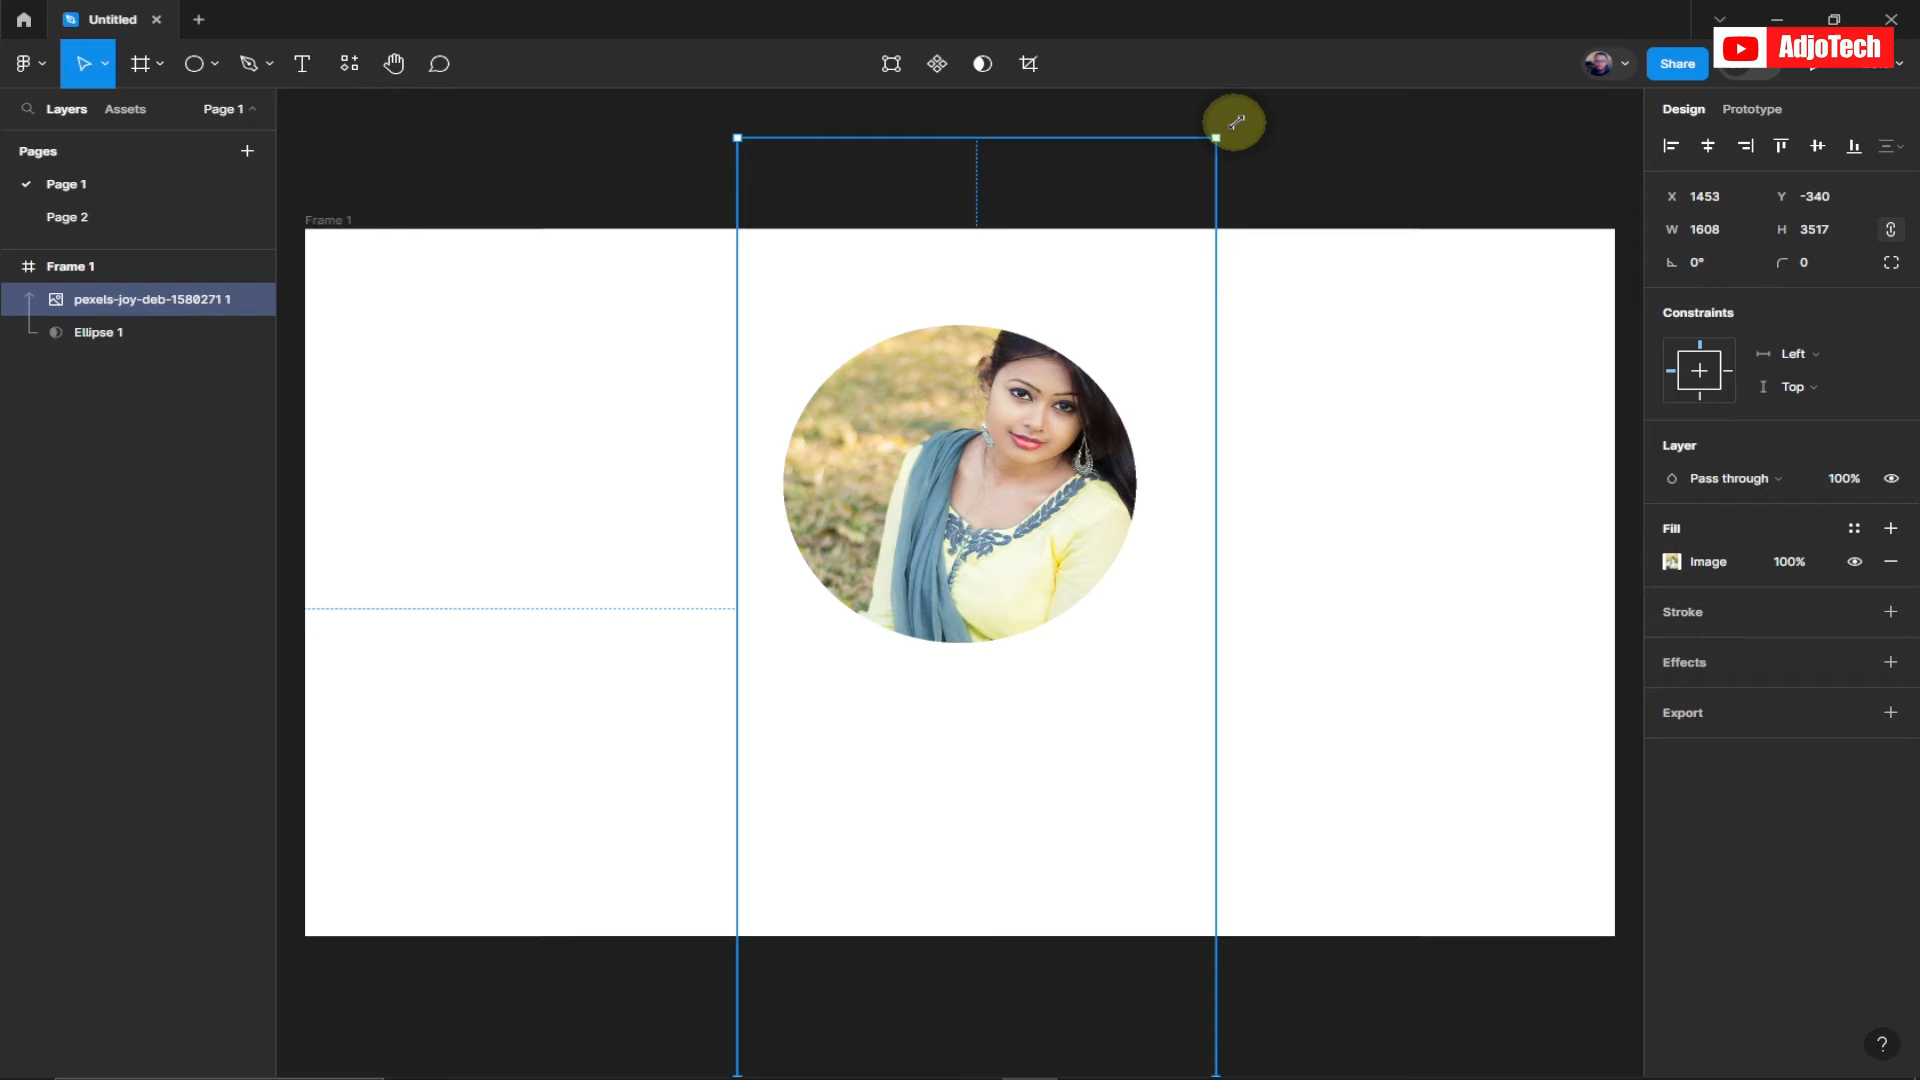 Untitled
AdjoTech
Share
Layers
Assets
Page 1
Design
Prototype
Pages
Page 1
Page 2
X 1453
Y -340
W 1608
H 3517
0°
0
Frame 1
Frame 1
pexels-joy-deb-1580271 1
Ellipse 1
Constraints
Left
Top
Layer
Pass through
100%
Fill
Image
100%
Stroke
Effects
Export
?